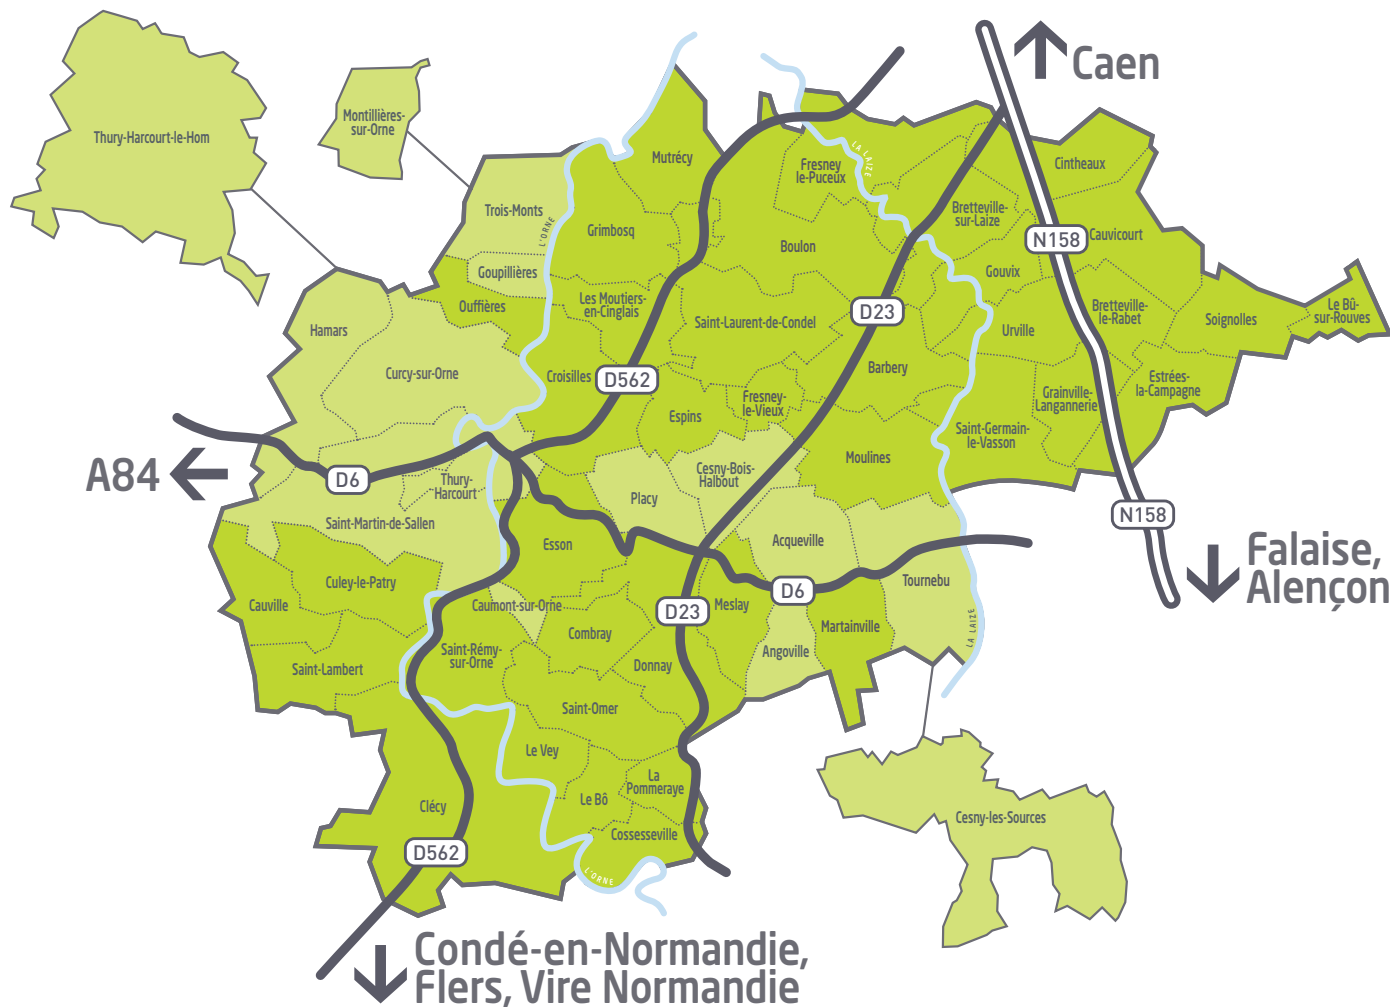 Caen
Thury-Harcourt-le-Hom
Montillières-
sur-Orne
Mutrécy
Fresney
le-Puceux
LA LAIZE
Cintheaux
Trois-Monts
L'ORNE
Grimbosq
Boulon
Bretteville-
sur-Laize
N158
Cauvicourt
Goupillières
Gouvix
Ouffières
Les Moutiers-
en-Cinglais
Saint-Laurent-de-Condel
D23
Urville
Bretteville-
le-Rabet
Soignolles
Le Bû-
sur-Rouves
Hamars
Curcy-sur-Orne
Croisilles
D562
Barbery
Espins
Fresney-
le-Vieux
Grainville-
Langannerie
Estrées-
la-Campagne
Saint-Germain-
le-Vasson
Moulines
A84
D6
Thury-
Harcourt
Placy
Cesny-Bois-
Halbout
N158
Saint-Martin-de-Sallen
Esson
Acqueville
Falaise,
Alençon
Culey-le-Patry
Cauville
Caumont-sur-Orne
D23
Meslay
D6
Tournebu
Combray
Martainville
LA LAIZE
Saint-Lambert
Saint-Rémy-
sur-Orne
Donnay
Angoville
Saint-Omer
Le Vey
La
Pommeraye
Clécy
Le Bô
Cossesseville
Cesny-les-Sources
D562
L'ORNE
Condé-en-Normandie,
Flers, Vire Normandie